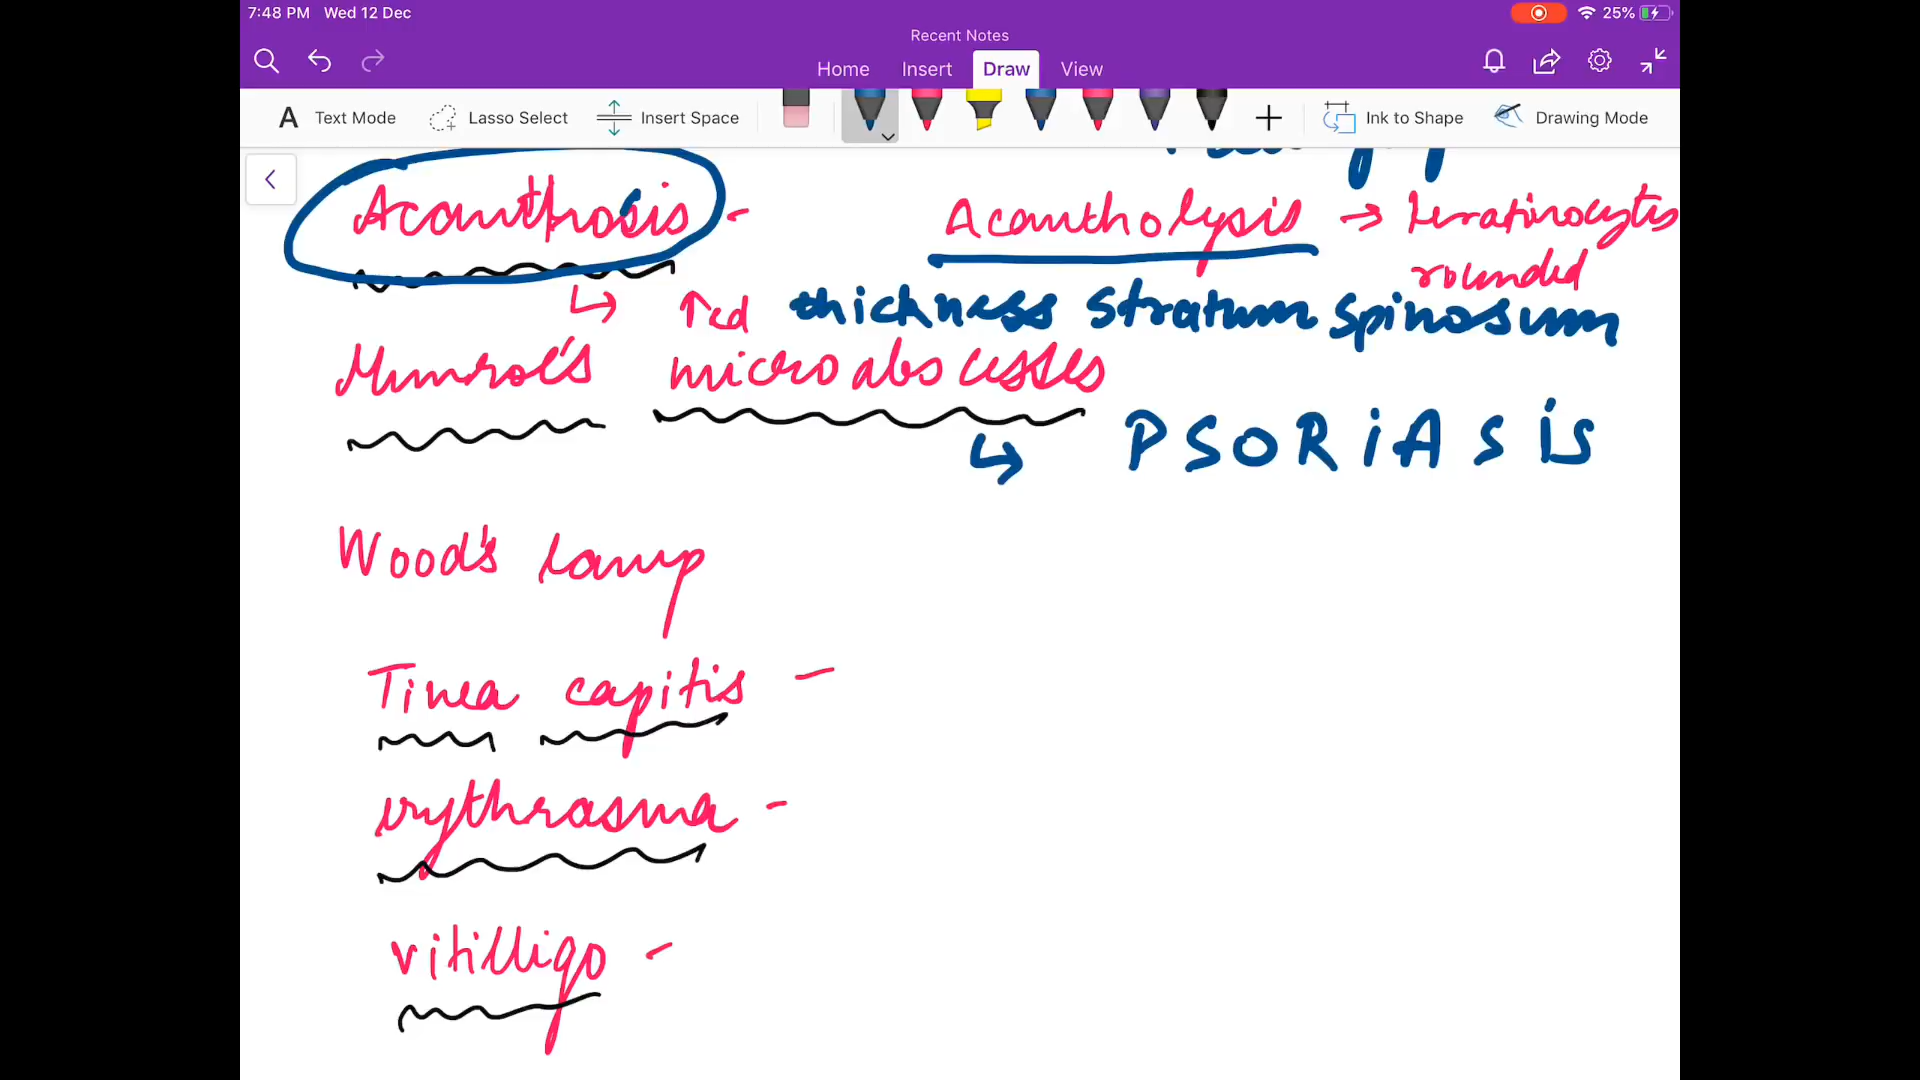 7:48 PM Wed 12 Dec
25%
Recent Notes
Home Insert Draw View
A Text Mode Lasso Select Insert Space Ink to Shape Drawing Mode
Acanthosis - Acantholysis → keratinocytes
rounded
↳ ↑ed thickness stratum spinosum
Munroe's microabscesses
↳ PSORiASiS
Wood's lamp
Tinea capitis -
erythrasma -
vitilligo -